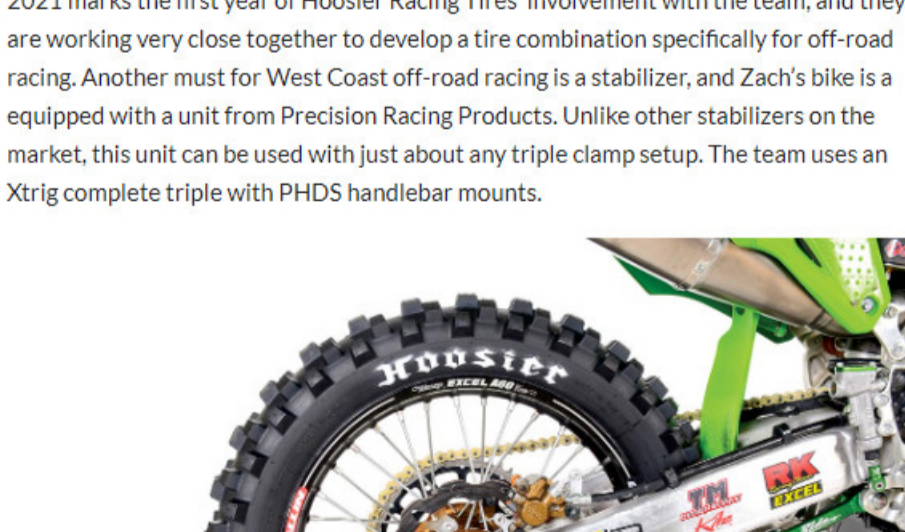 2021 marks the first year of Hoosier Racing Tires' involvement with the team, and they
are working very close together to develop a tire combination specifically for off-road
racing. Another must for West Coast off-road racing is a stabilizer, and Zach's bike is a
equipped with a unit from Precision Racing Products. Unlike other stabilizers on the
market, this unit can be used with just about any triple clamp setup. The team uses an
Xtrig complete triple with PHDS handlebar mounts.
Hoosier
EXCEL A60
RK
EXCEL
TM